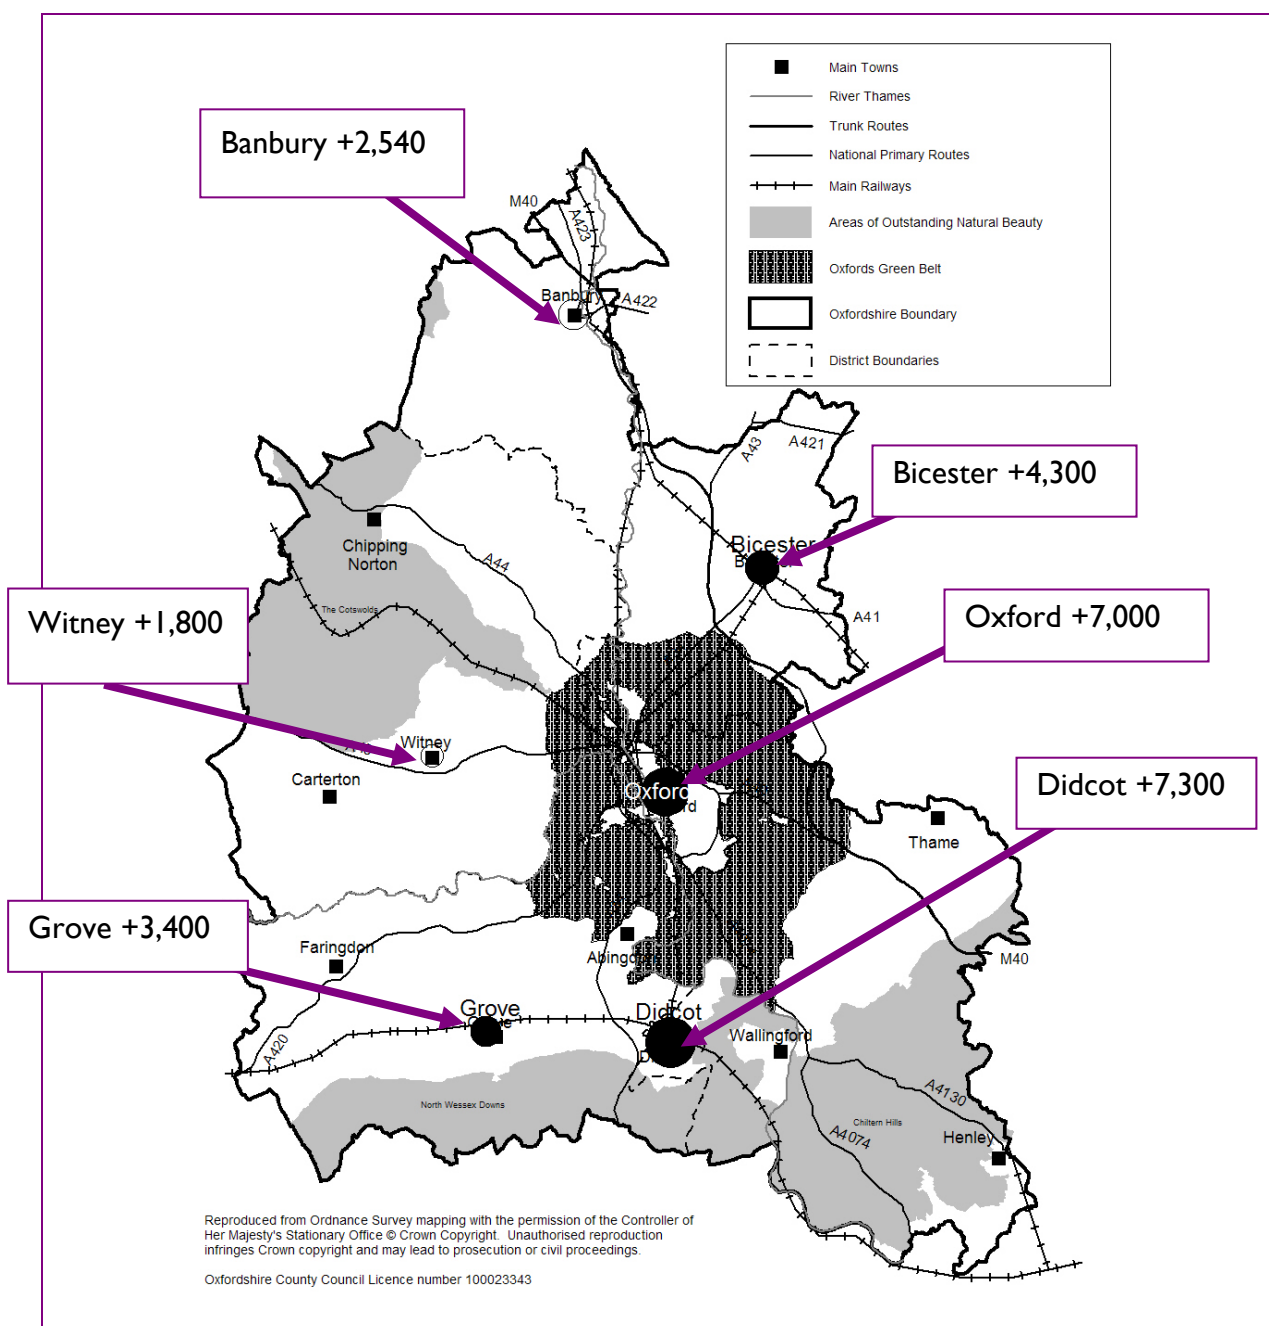 Main Towns
River Thames
Trunk Routes
National Primary Routes
Main Railways
Areas of Outstanding Natural Beauty
Oxfords Green Belt
Oxfordshire Boundary
District Boundaries
Banbury +2,540
M40
A423
Banbury
A422
A43
A421
Bicester +4,300
Bicester
Chipping
Norton
A44
The Cotswolds
Witney +1,800
A41
Oxford +7,000
Witney
Carterton
Oxford
Didcot +7,300
Thame
Grove +3,400
Faringdon
Abingdon
M40
Grove
Didcot
Wallingford
A420
North Wessex Downs
A4130
Chiltern Hills
A4074
Henley
Reproduced from Ordnance Survey mapping with the permission of the Controller of
Her Majesty's Stationary Office © Crown Copyright. Unauthorised reproduction
infringes Crown copyright and may lead to prosecution or civil proceedings.
Oxfordshire County Council Licence number 100023343